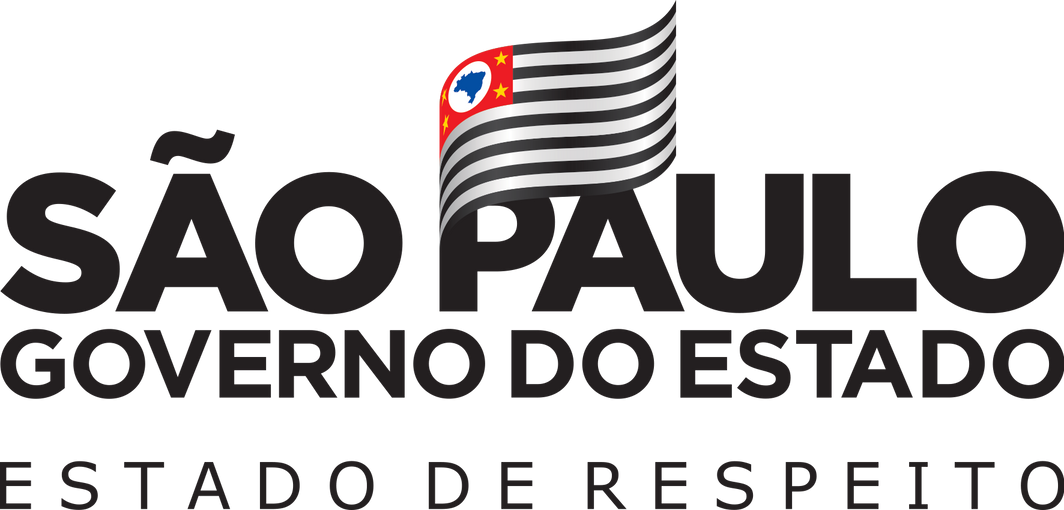 SÃO PAULO
GOVERNO DO ESTADO
ESTADO DE RESPEITO